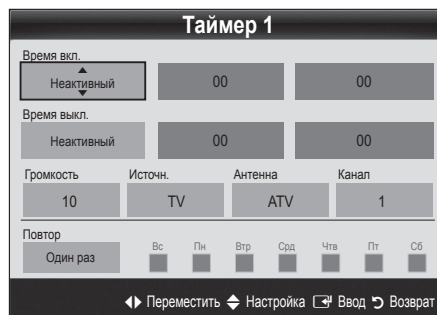 Таймер 1
Время вкл.
Неактивный 00 00
Время выкл.
Неактивный 00 00
Громкость Источн. Антенна Канал
10 TV ATV 1
Повтор Вс Пн Втр Срд Чтв Пт Сб
Один раз
Переместить Настройка Ввод Возврат